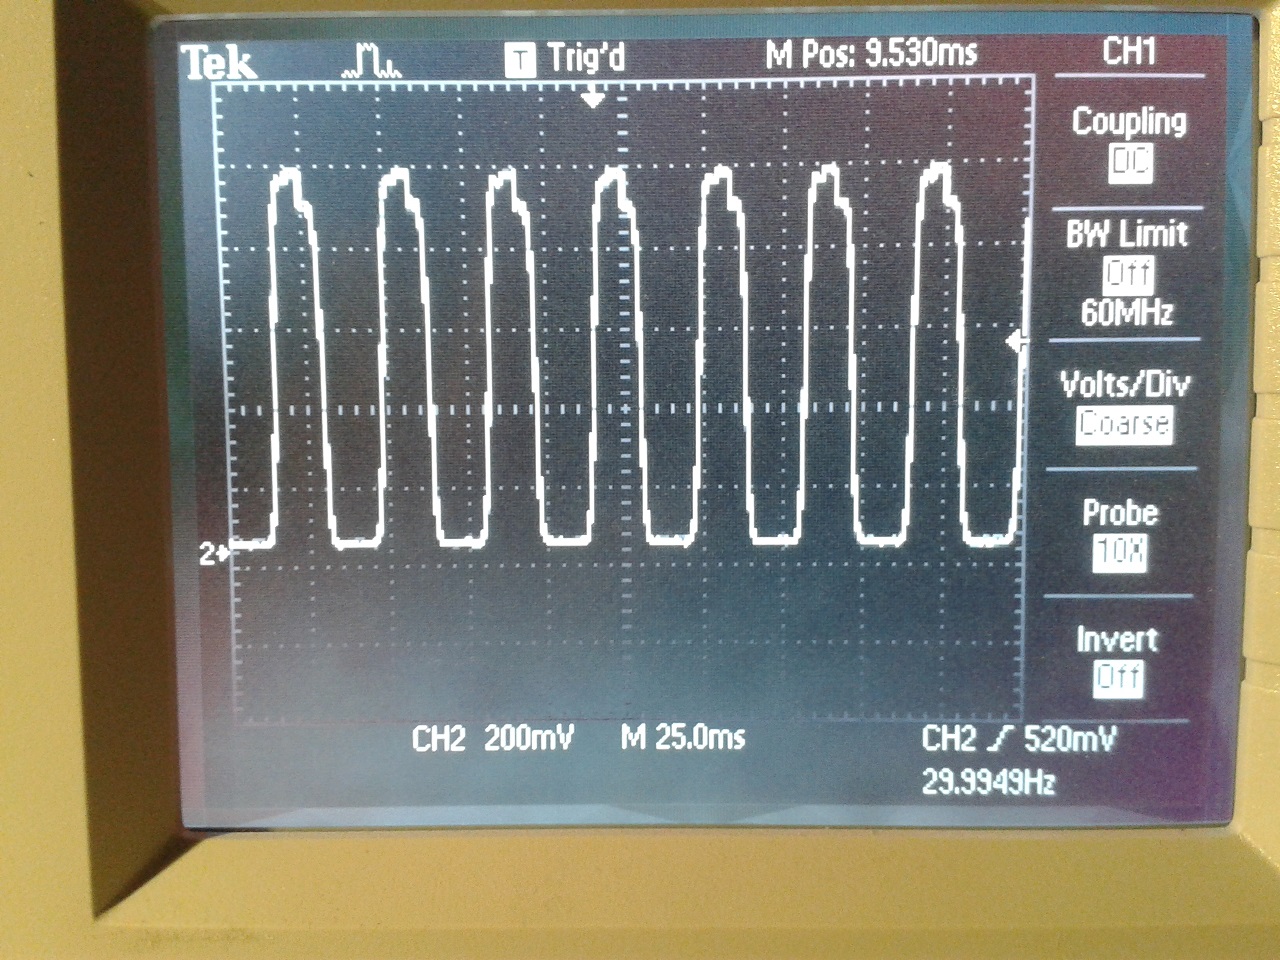 Tek T Trig'd M Pos: 9.530ms CH1
Coupling
DC
BW Limit
Off
60MHz
Volts/Div
Coarse
Probe
10X
Invert
Off
2
CH2 200mV M 25.0ms CH2 520mV
29.9949Hz